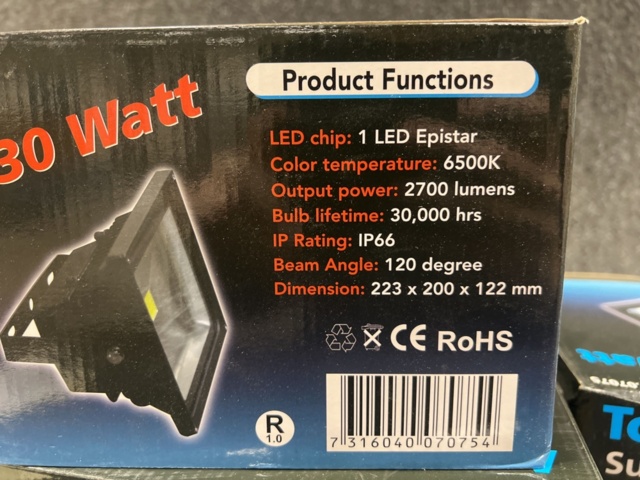 30 Watt
Product Functions
LED chip: 1 LED Epistar
Color temperature: 6500K
Output power: 2700 lumens
Bulb lifetime: 30,000 hrs
IP Rating: IP66
Beam Angle: 120 degree
Dimension: 223 x 200 x 122 mm
CE RoHS
R
1.0
7 316040 070754